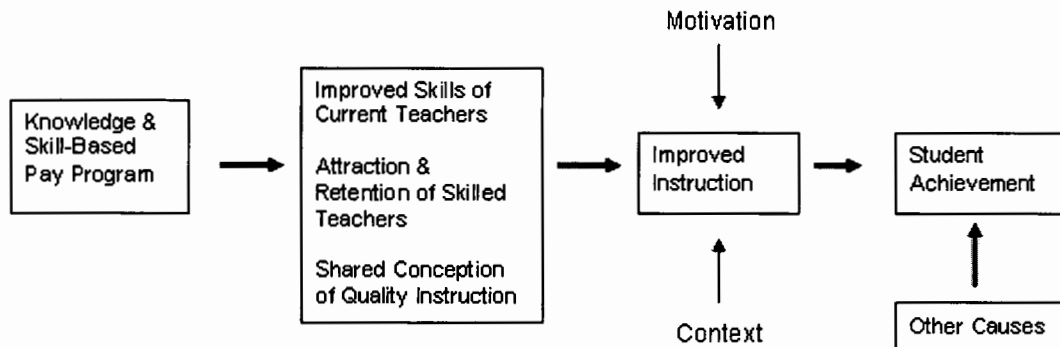 Motivation
Knowledge &
Skill-Based
Pay Program
Improved Skills of
Current Teachers
Attraction &
Retention of Skilled
Teachers
Shared Conception
of Quality Instruction
Improved
Instruction
Student
Achievement
Context
Other Causes